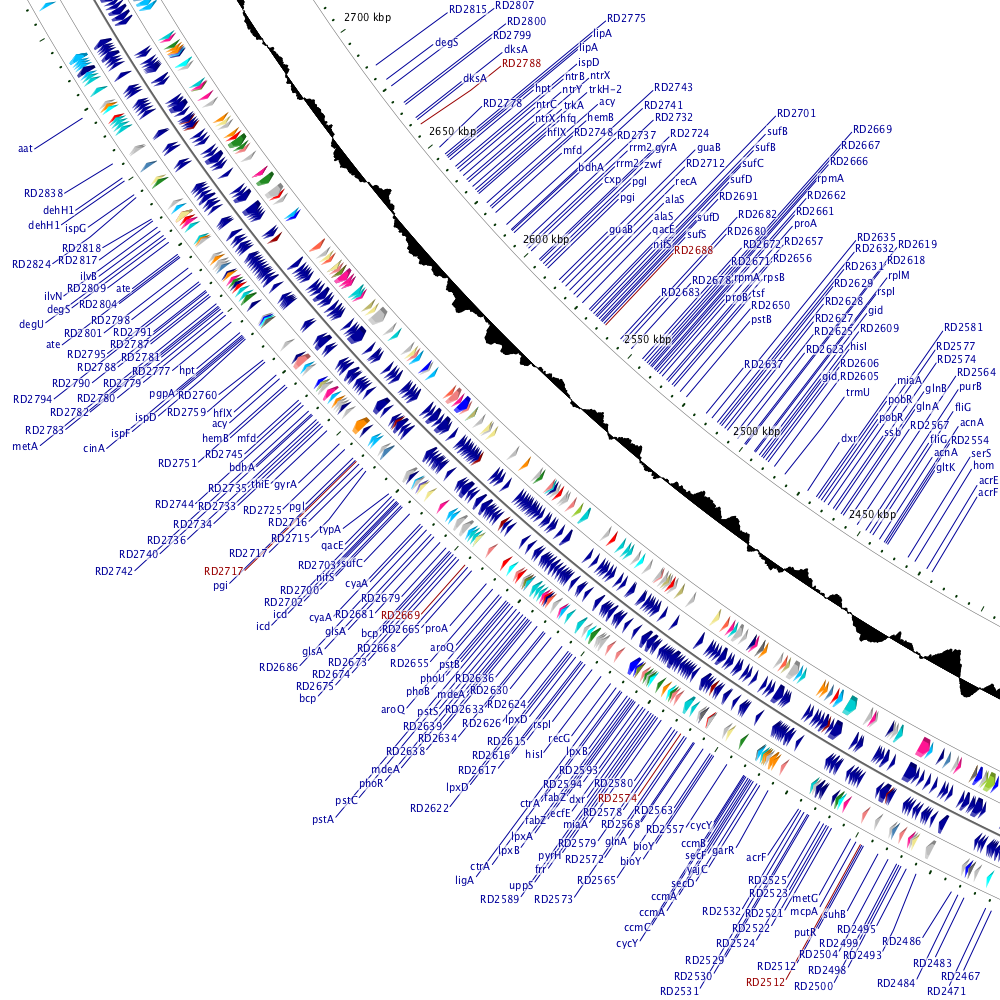 2700 kbp
RD2815
RD2807
RD2800
RD2799
degS
dksA
RD2788
dksA
RD2775
lipA
lipA
ispD
ntrB
ntrX
hpt
ntrY
trkH-2
RD2778
ntrC
trkA
acy
ntrX
hfq
hemB
2650 kbp
hflX
RD2748
RD2743
RD2741
RD2732
RD2737
RD2724
mfd
rrm2
gyrA
guaB
bdhA
rrm2
zwf
RD2712
cxp
pgl
recA
pgi
alaS
RD2701
sufB
sufB
sufC
sufD
RD2691
alaS
sufD
guaB
qacE
sufS
nifS
RD2688
2600 kbp
RD2669
RD2667
RD2666
rpmA
RD2662
RD2661
RD2682
proA
RD2680
RD2672
RD2657
RD2671
RD2656
RD2678
rpmA
rpsB
RD2683
proB
tsf
RD2650
pstB
2550 kbp
RD2635
RD2632
RD2619
RD2631
RD2618
RD2629
rplM
RD2628
rspI
RD2627
gid
RD2625
RD2609
RD2623
hisI
RD2637
RD2606
gid
RD2605
trmU
2500 kbp
RD2581
RD2577
RD2574
RD2564
miaA
glnB
purB
pobR
glnA
fliG
pobR
RD2567
acnA
dxr
ssb
fliG
RD2554
acnA
serS
gltK
hom
acrE
acrF
2450 kbp
aat
RD2838
dehH1
dehH1
ispG
RD2818
RD2824
RD2817
ilvB
RD2809
ate
ilvN
RD2804
degS
degU
RD2798
RD2801
RD2791
ate
RD2787
RD2795
RD2781
RD2788
RD2777
hpt
RD2790
RD2779
RD2794
RD2780
pgpA
RD2760
RD2782
RD2759
hflX
RD2783
ispD
acy
metA
ispF
hemB
mfd
cinA
RD2745
RD2751
bdhA
RD2735
thiE
gyrA
RD2744
RD2733
RD2725
pgl
RD2734
RD2716
RD2736
RD2715
typA
RD2740
RD2717
qacE
RD2742
RD2717
RD2703
sufC
pgi
nifS
cyaA
RD2700
RD2679
RD2702
icd
cyaA
RD2681
RD2669
icd
glsA
bcp
RD2665
proA
glsA
RD2668
aroQ
RD2686
RD2673
RD2655
pstB
RD2674
phoU
RD2636
RD2675
phoB
mdeA
RD2630
bcp
aroQ
pstS
RD2633
RD2624
RD2639
RD2626
lpxD
rspI
RD2634
RD2615
recG
RD2638
RD2616
hisI
lpxB
mdeA
RD2617
RD2593
phoR
lpxD
RD2594
RD2580
pstC
RD2622
fabZ
dxr
RD2574
pstA
ctrA
ecfE
RD2578
RD2563
fabZ
miaA
RD2568
RD2557
cycY
lpxA
RD2579
glnA
bioY
ccmB
lpxB
pyrH
RD2572
bioY
secF
garR
ctrA
frr
RD2565
yajC
acrF
ligA
uppS
secD
RD2525
RD2589
RD2573
ccmA
RD2523
metG
ccmA
RD2532
RD2521
mcpA
suhB
ccmC
RD2522
putR
RD2495
cycY
RD2524
RD2499
RD2486
RD2529
RD2504
RD2493
RD2530
RD2512
RD2498
RD2483
RD2531
RD2512
RD2500
RD2484
RD2467
RD2471